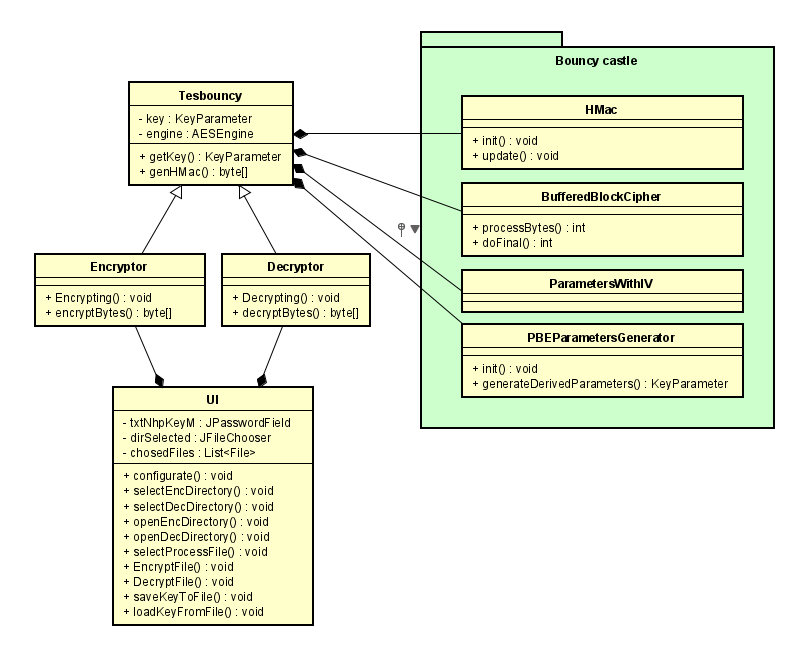 Bouncy castle
Tesbouncy
- key : KeyParameter
- engine : AESEngine
+ getKey() : KeyParameter
+ genHMac() : byte[]
HMac
+ init() : void
+ update() : void
BufferedBlockCipher
+ processBytes() : int
+ doFinal() : int
ParametersWithIV
PBEParametersGenerator
+ init() : void
+ generateDerivedParameters() : KeyParameter
Encryptor
+ Encrypting() : void
+ encryptBytes() : byte[]
Decryptor
+ Decrypting() : void
+ decryptBytes() : byte[]
UI
- txtNhpKeyM : JPasswordField
- dirSelected : JFileChooser
- chosedFiles : List<File>
+ configurate() : void
+ selectEncDirectory() : void
+ selectDecDirectory() : void
+ openEncDirectory() : void
+ openDecDirectory() : void
+ selectProcessFile() : void
+ EncryptFile() : void
+ DecryptFile() : void
+ saveKeyToFile() : void
+ loadKeyFromFile() : void